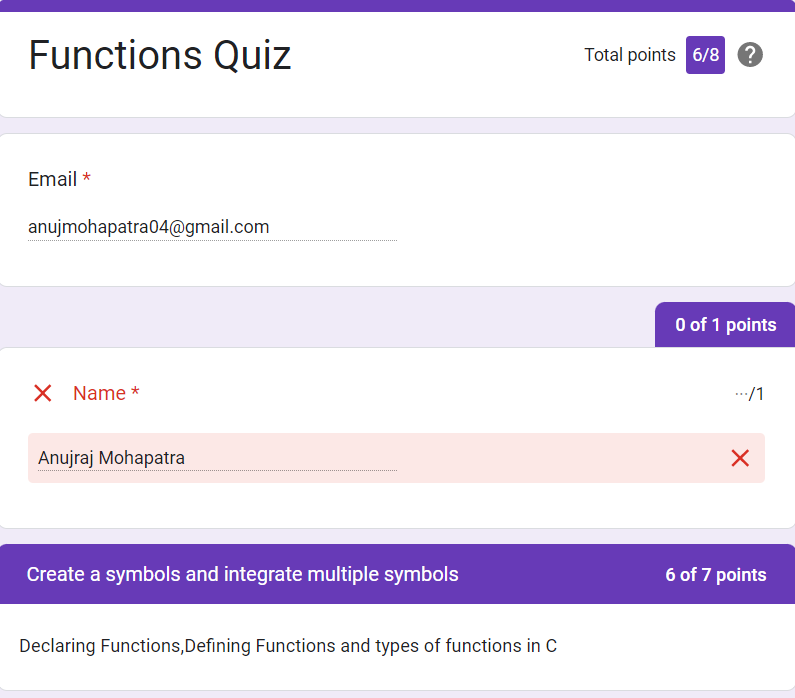 Functions Quiz
Total points 6/8 ?
Email *
anujmohapatra04@gmail.com
0 of 1 points
Name *
···/1
Anujraj Mohapatra
Create a symbols and integrate multiple symbols
6 of 7 points
Declaring Functions,Defining Functions and types of functions in C